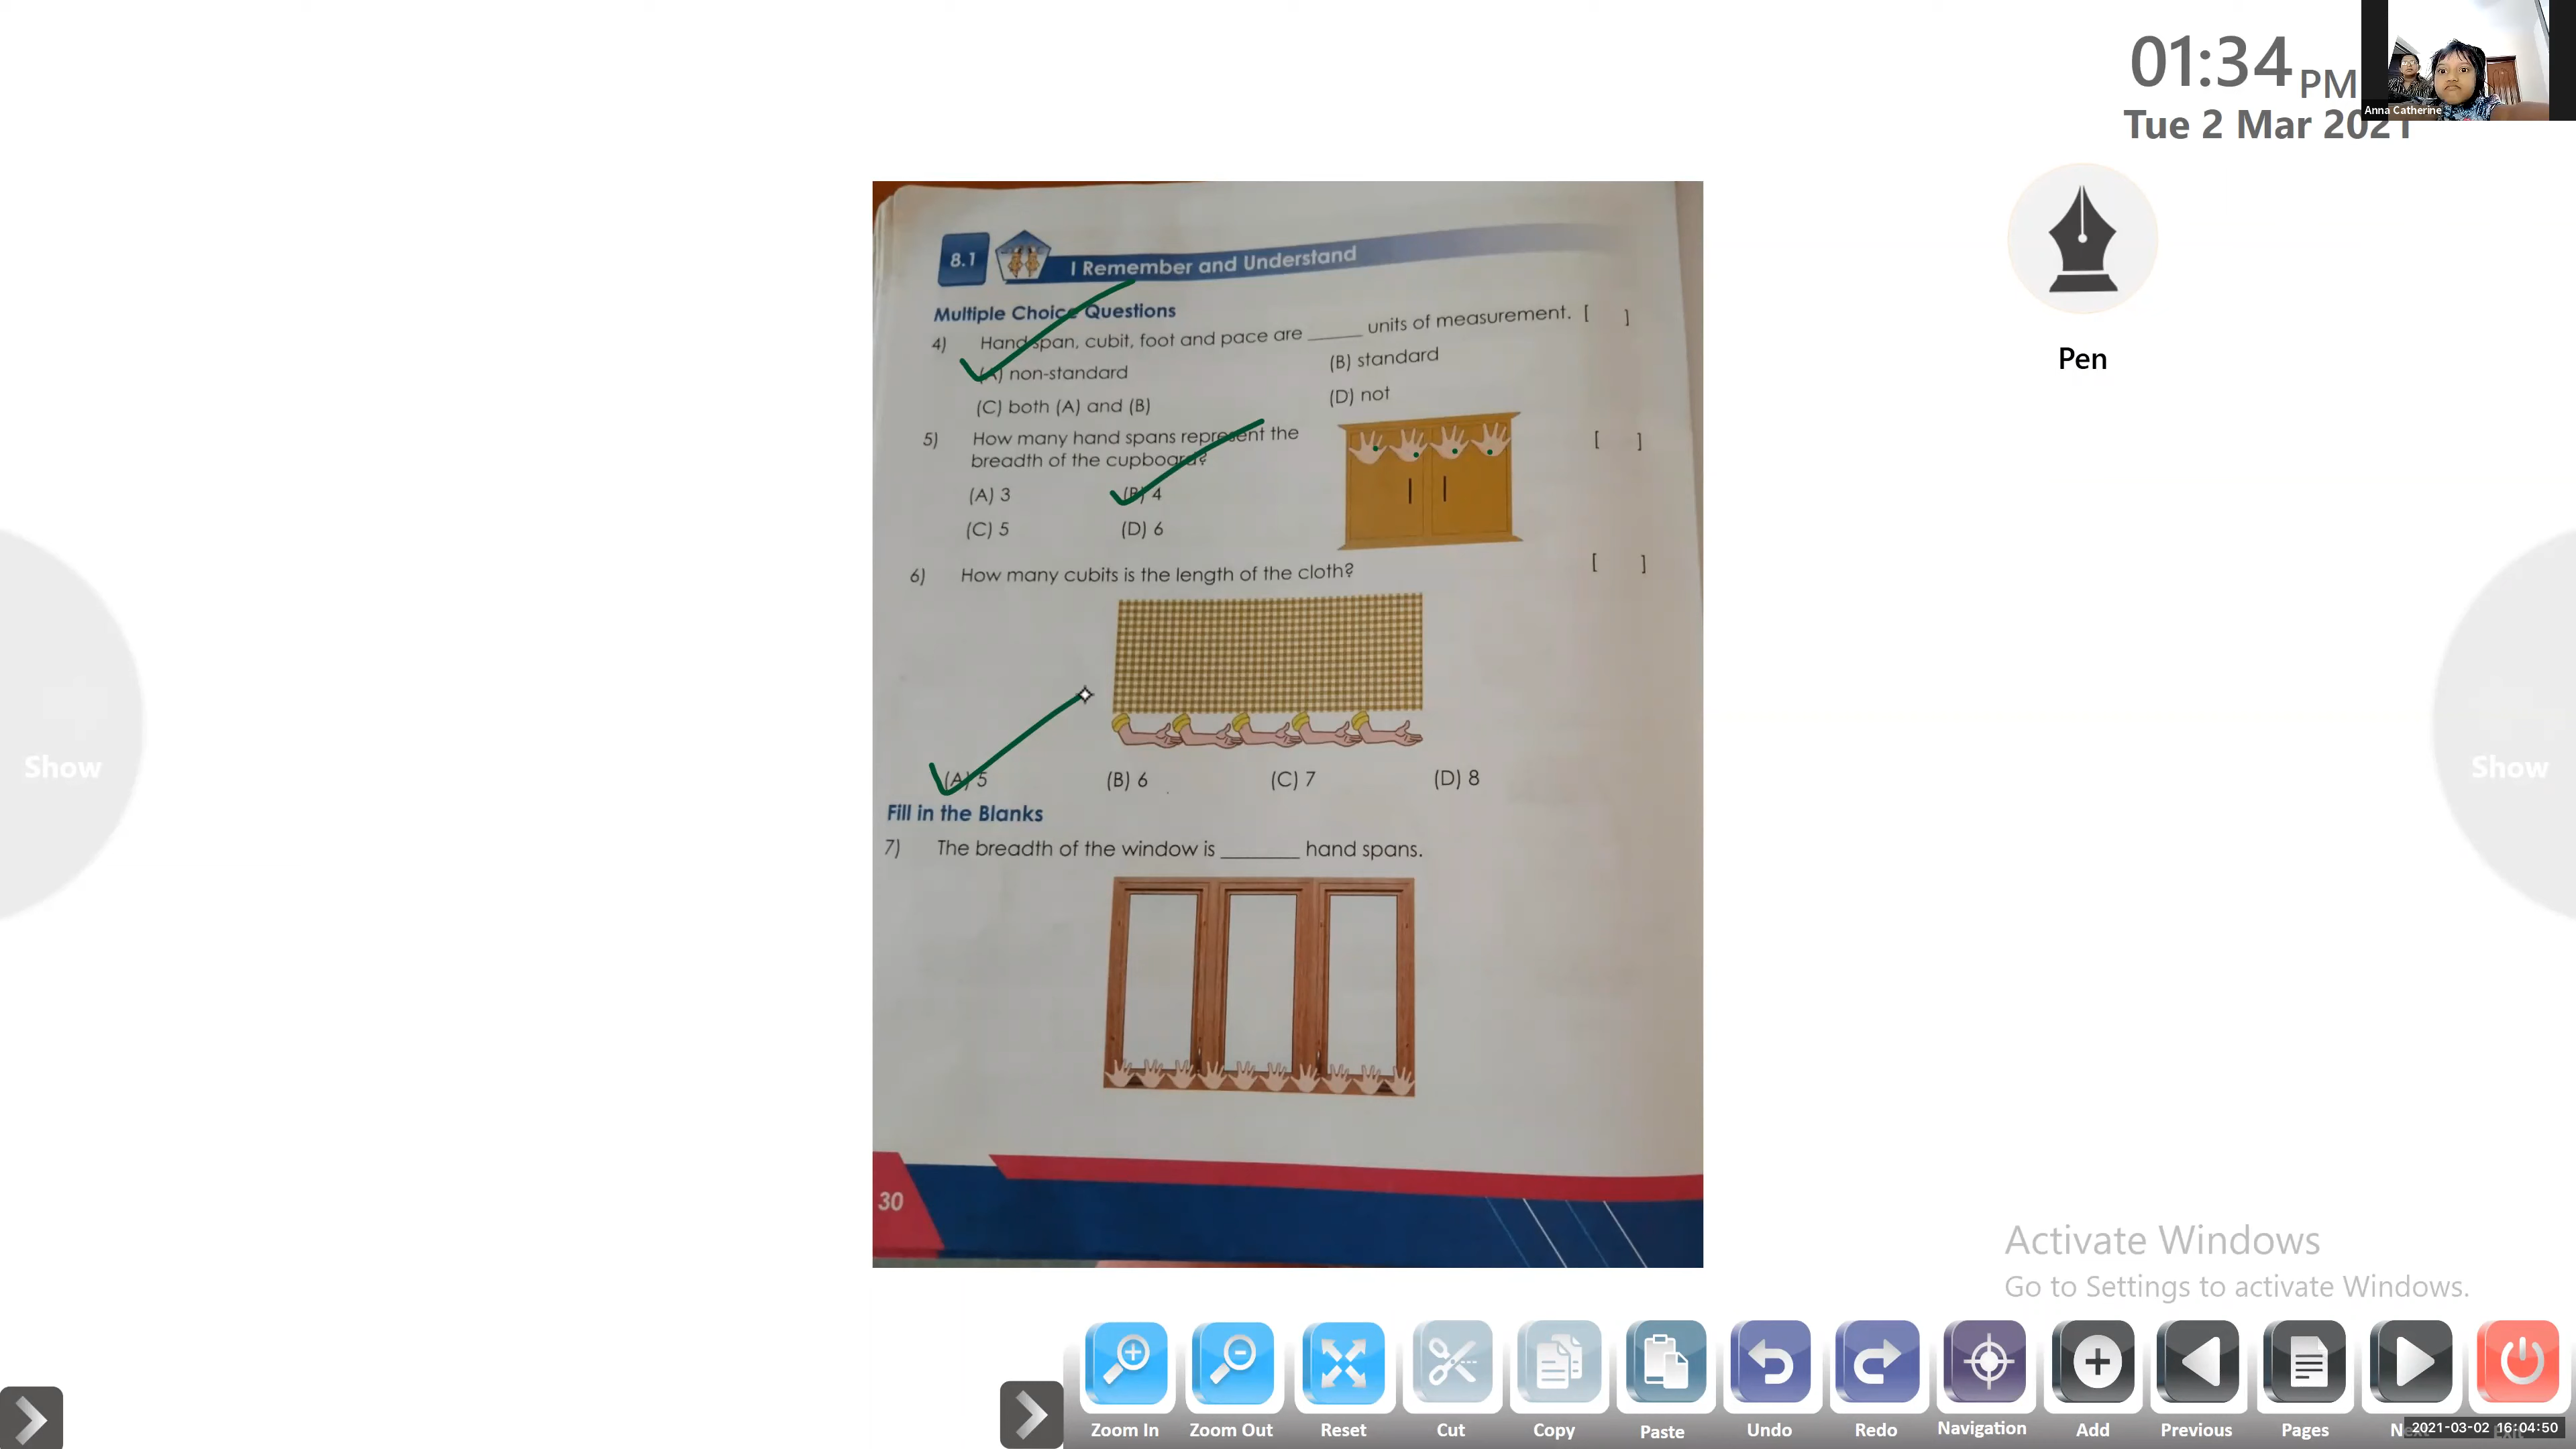 01:34 PM
Tue 2 Mar 2021
Anna Catherine
Pen
8.1
I Remember and Understand
Multiple Choice Questions
4) Hand span, cubit, foot and pace are ______ units of measurement. [ ]
(A) non-standard (B) standard
(C) both (A) and (B) (D) not
5) How many hand spans represent the [ ]
breadth of the cupboard?
(A) 3 (B) 4
(C) 5 (D) 6
6) How many cubits is the length of the cloth? [ ]
(A) 5 (B) 6 (C) 7 (D) 8
Fill in the Blanks
7) The breadth of the window is ________ hand spans.
30
Show
Show
Activate Windows
Go to Settings to activate Windows.
Zoom In Zoom Out Reset Cut Copy Paste Undo Redo Navigation Add Previous Pages
2021-03-02 16:04:50